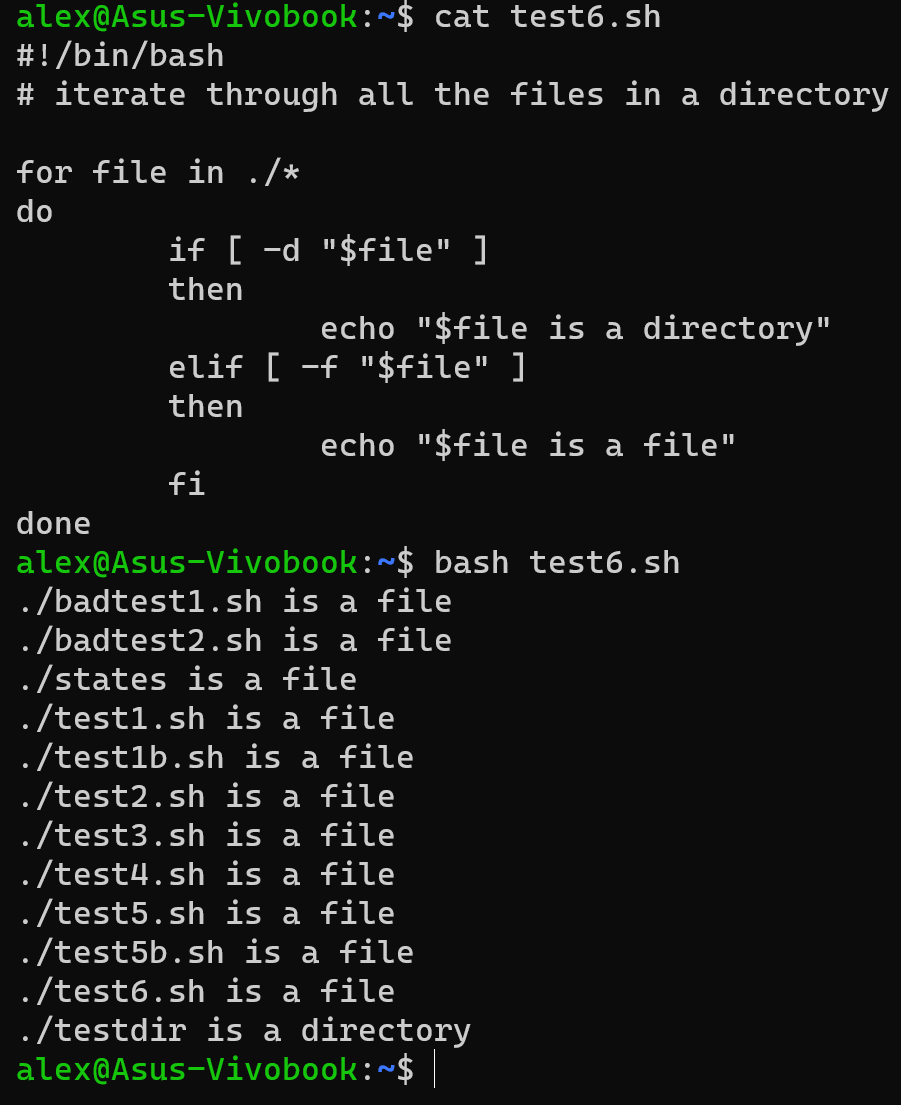 alex@Asus-Vivobook:~$ cat test6.sh
#!/bin/bash
# iterate through all the files in a directory

for file in ./*
do
        if [ -d "$file" ]
        then
                echo "$file is a directory"
        elif [ -f "$file" ]
        then
                echo "$file is a file"
        fi
done
alex@Asus-Vivobook:~$ bash test6.sh
./badtest1.sh is a file
./badtest2.sh is a file
./states is a file
./test1.sh is a file
./test1b.sh is a file
./test2.sh is a file
./test3.sh is a file
./test4.sh is a file
./test5.sh is a file
./test5b.sh is a file
./test6.sh is a file
./testdir is a directory
alex@Asus-Vivobook:~$